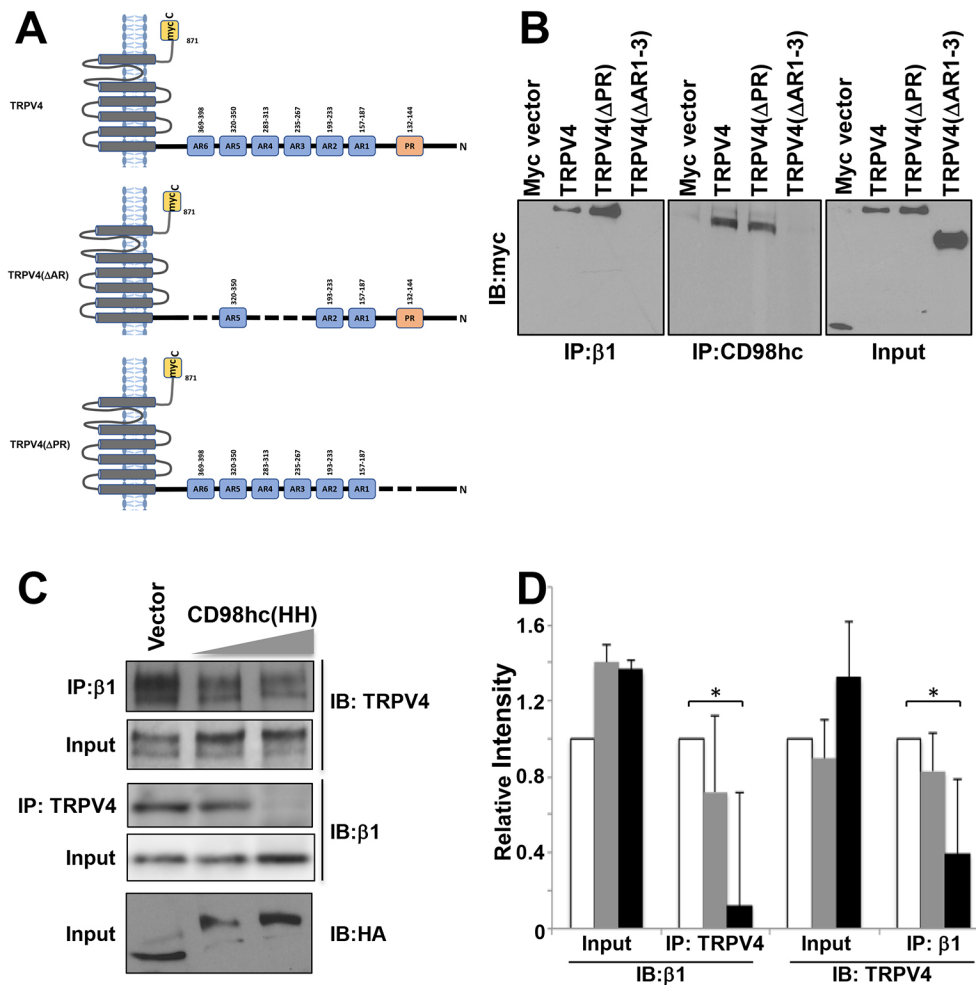 A
myc C
871
TRPV4
369-398 320-350 283-313 235-267 193-233 157-187 132-144
AR6 AR5 AR4 AR3 AR2 AR1 PR N
myc C
871
TRPV4(ΔAR)
320-350 193-233 157-187 132-144
AR5 AR2 AR1 PR N
myc C
871
TRPV4(ΔPR)
369-398 320-350 283-313 235-267 193-233 157-187
AR6 AR5 AR4 AR3 AR2 AR1 N
B
Myc vector TRPV4 TRPV4(ΔPR) TRPV4(ΔAR1-3) Myc vector TRPV4 TRPV4(ΔPR) TRPV4(ΔAR1-3) Myc vector TRPV4 TRPV4(ΔPR) TRPV4(ΔAR1-3)
IB:myc
IP:β1 IP:CD98hc Input
C
Vector CD98hc(HH)
IP:β1
IB: TRPV4
Input
IP: TRPV4
IB:β1
Input
Input IB:HA
D
Relative Intensity
1.6
1.2
0.8
0.4
0
* *
Input IP: TRPV4 Input IP: β1
IB:β1 IB: TRPV4